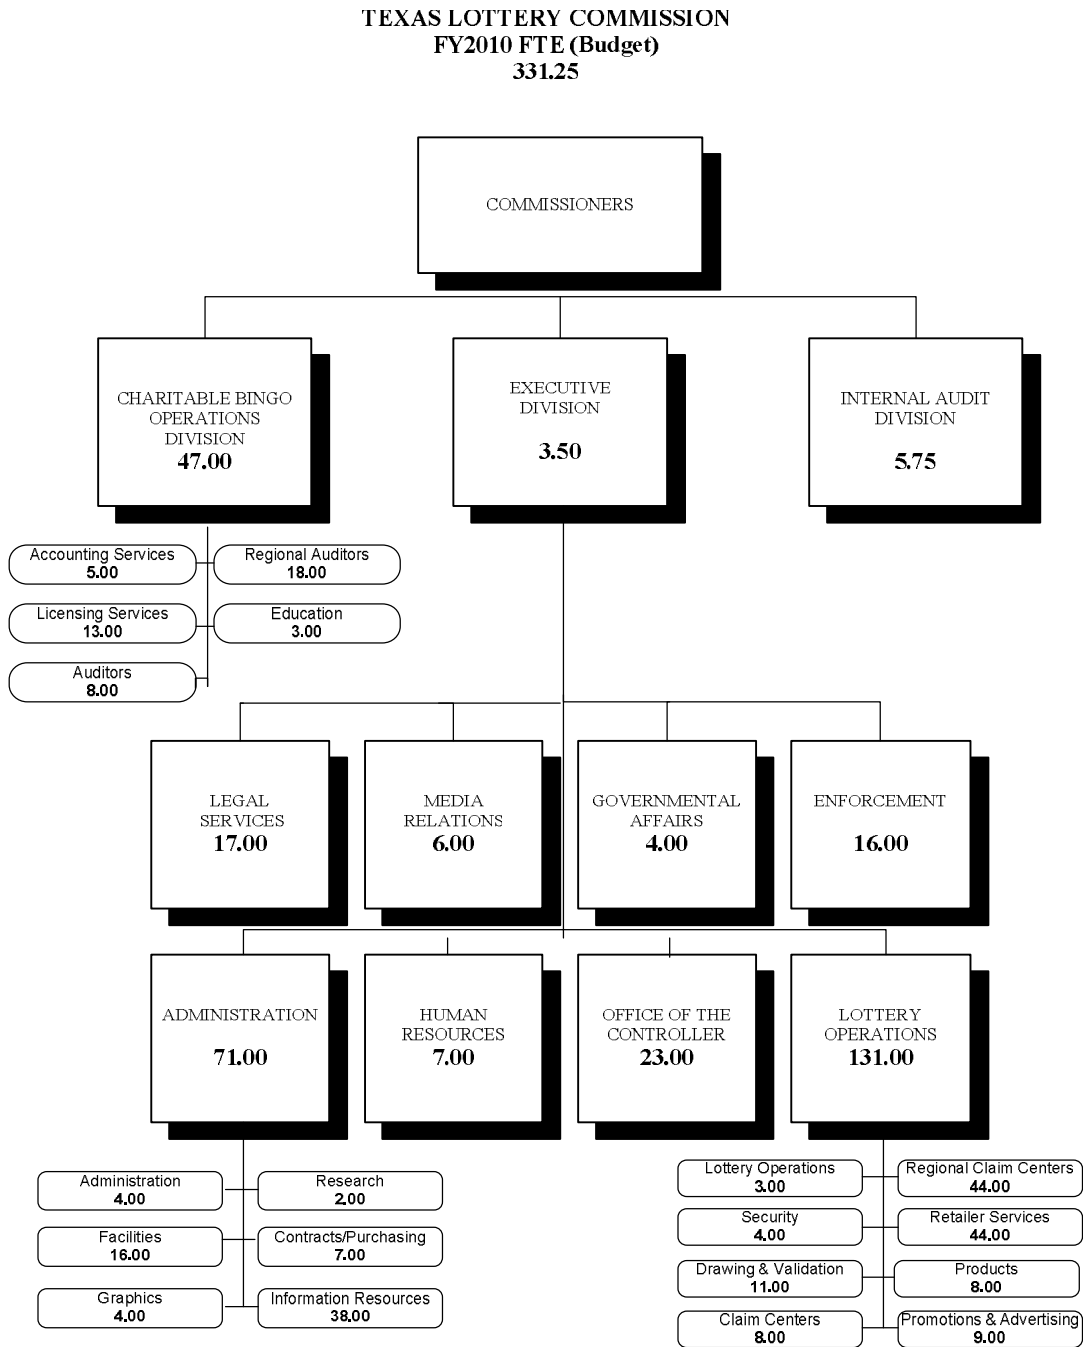 TEXAS LOTTERY COMMISSION
FY2010 FTE (Budget)
331.25
COMMISSIONERS
CHARITABLE BINGO
OPERATIONS
DIVISION
47.00
EXECUTIVE
DIVISION
3.50
INTERNAL AUDIT
DIVISION
5.75
Accounting Services
5.00
Regional Auditors
18.00
Licensing Services
13.00
Education
3.00
Auditors
8.00
LEGAL
SERVICES
17.00
MEDIA
RELATIONS
6.00
GOVERNMENTAL
AFFAIRS
4.00
ENFORCEMENT
16.00
ADMINISTRATION
71.00
HUMAN
RESOURCES
7.00
OFFICE OF THE
CONTROLLER
23.00
LOTTERY
OPERATIONS
131.00
Administration
4.00
Research
2.00
Facilities
16.00
Contracts/Purchasing
7.00
Graphics
4.00
Information Resources
38.00
Lottery Operations
3.00
Regional Claim Centers
44.00
Security
4.00
Retailer Services
44.00
Drawing & Validation
11.00
Products
8.00
Claim Centers
8.00
Promotions & Advertising
9.00